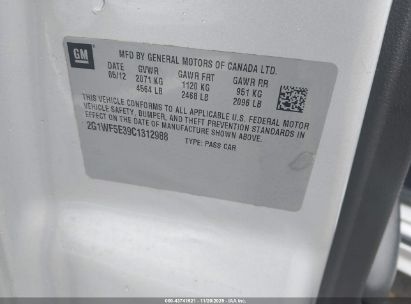 GM
MFD BY GENERAL MOTORS OF CANADA LTD.
DATE GVWR GAWR FRT GAWR RR
05/12 2071 KG 1120 KG 951 KG
4564 LB 2468 LB 2096 LB
THIS VEHICLE CONFORMS TO ALL APPLICABLE U.S. FEDERAL MOTOR
VEHICLE SAFETY, BUMPER, AND THEFT PREVENTION STANDARDS IN
EFFECT ON THE DATE OF MANUFACTURE SHOWN ABOVE.
2G1WF5E39C1312988
TYPE: PASS CAR